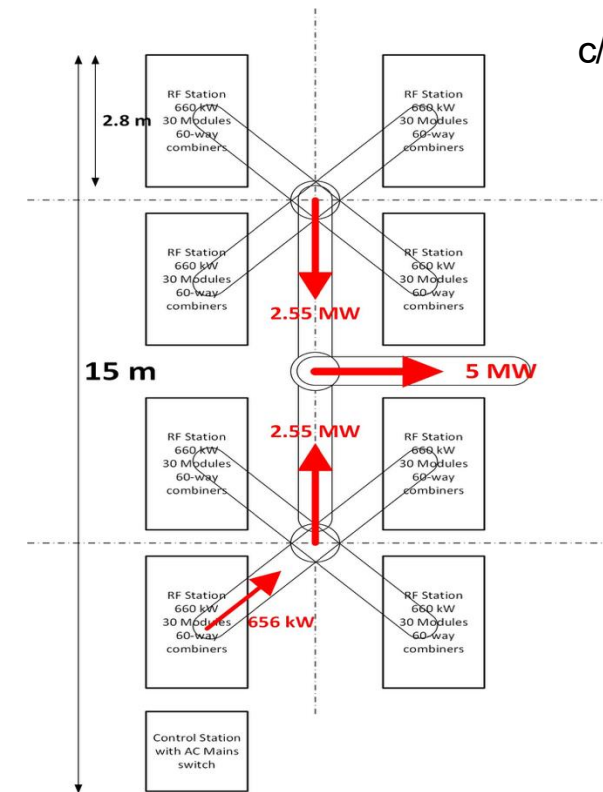 c/
RF Station
660 kW
30 Modules
60-way
combiners
RF Station
660 kW
30 Modules
60-way
combiners
2.8 m
RF Station
660 kW
30 Modules
60-way
combiners
RF Station
660 kW
30 Modules
60-way
combiners
2.55 MW
15 m
5 MW
2.55 MW
RF Station
660 kW
30 Modules
60-way
combiners
RF Station
660 kW
30 Modules
60-way
combiners
RF Station
660 kW
30 Modules
60-way
combiners
656 kW
RF Station
660 kW
30 Modules
60-way
combiners
Control Station
with AC Mains
switch